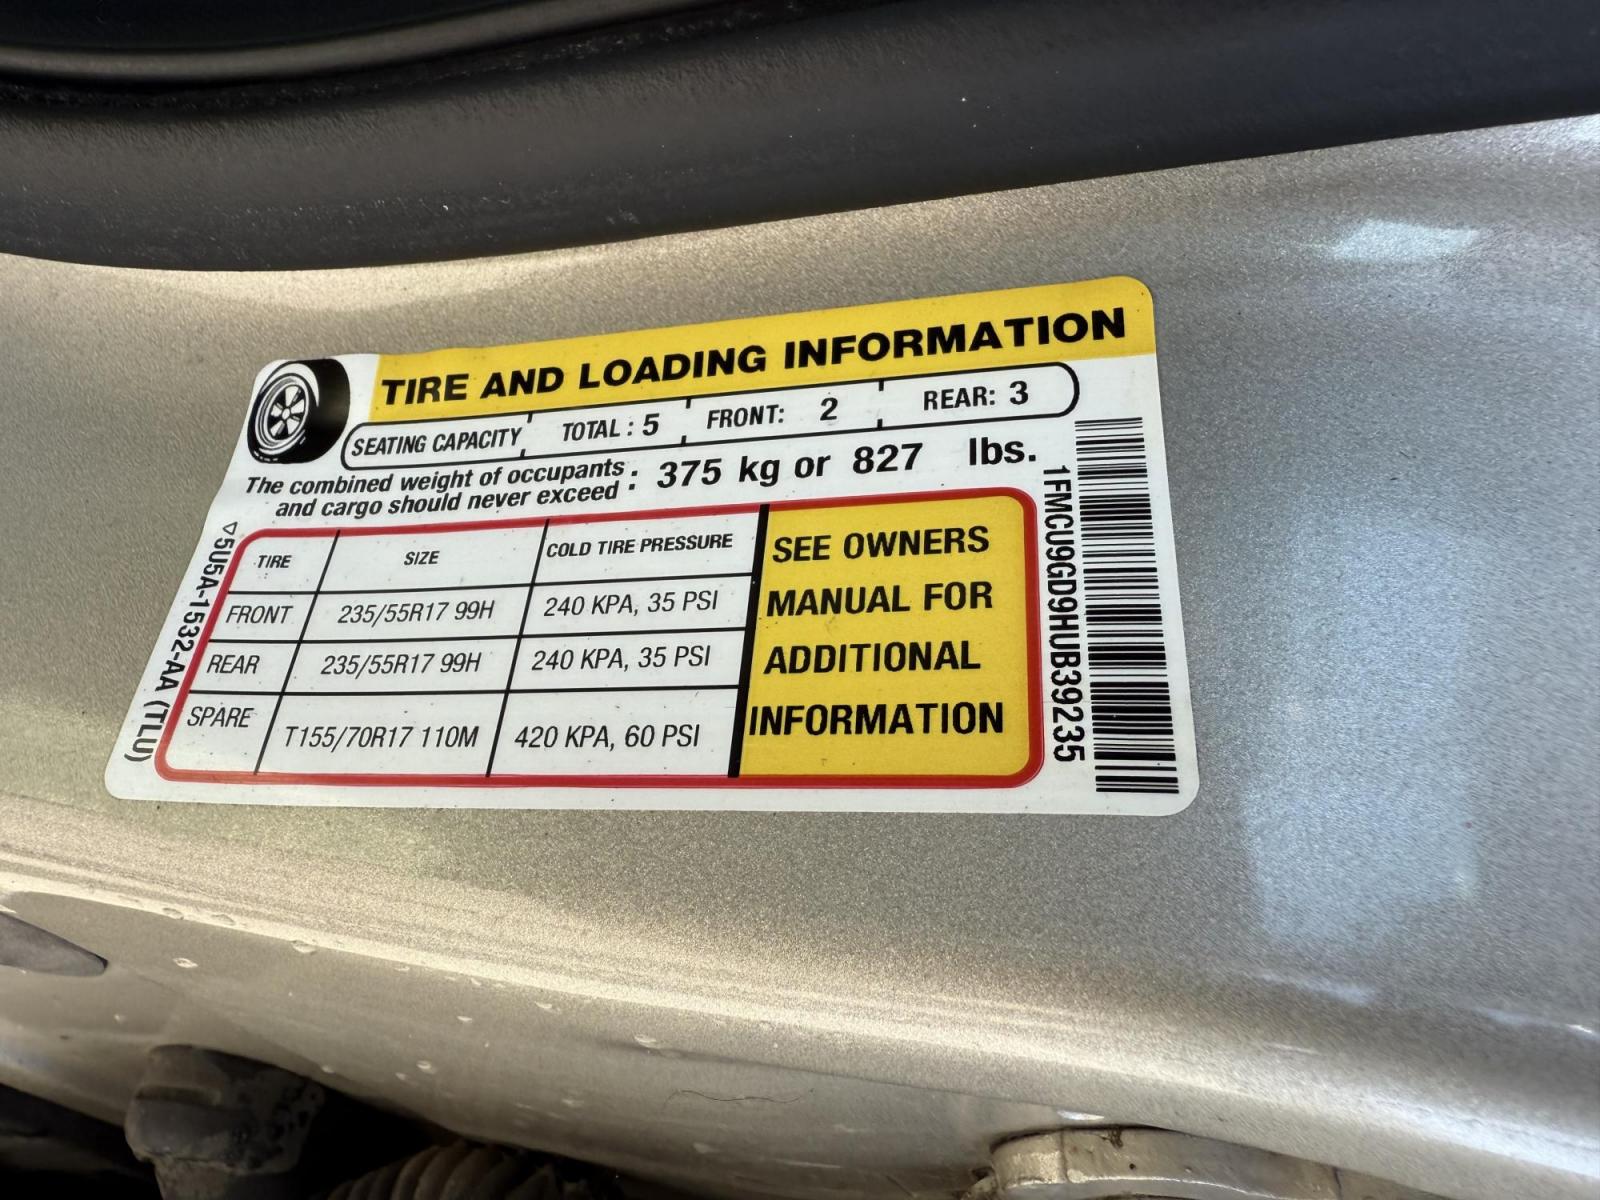 TIRE AND LOADING INFORMATION
SEATING CAPACITY TOTAL : 5 FRONT: 2 REAR: 3
The combined weight of occupants
and cargo should never exceed : 375 kg or 827 lbs.
TIRE SIZE COLD TIRE PRESSURE
FRONT 235/55R17 99H 240 KPA, 35 PSI
REAR 235/55R17 99H 240 KPA, 35 PSI
SPARE T155/70R17 110M 420 KPA, 60 PSI
SEE OWNERS
MANUAL FOR
ADDITIONAL
INFORMATION
5U5A-1532-AA (TLU)
1FMCU9GD9HUB39235